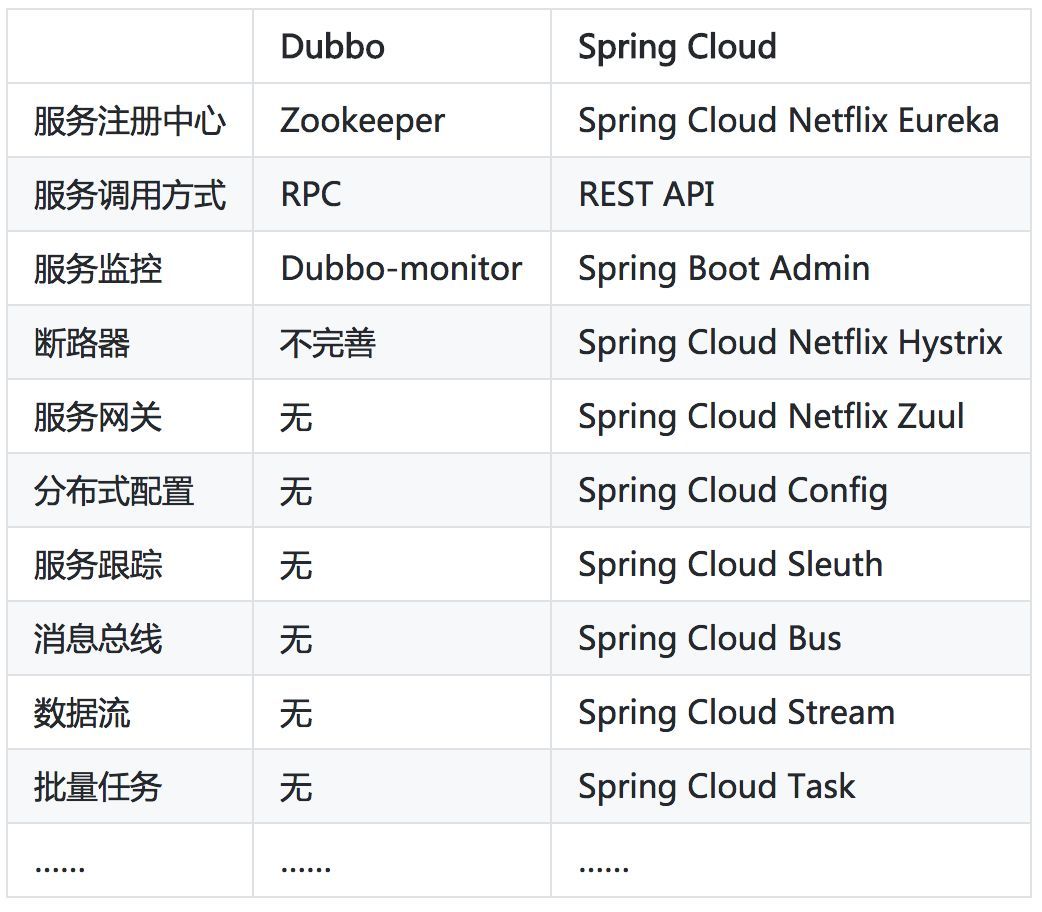 Dubbo Spring Cloud
服务注册中心 Zookeeper Spring Cloud Netflix Eureka
服务调用方式 RPC REST API
服务监控 Dubbo-monitor Spring Boot Admin
断路器 不完善 Spring Cloud Netflix Hystrix
服务网关 无 Spring Cloud Netflix Zuul
分布式配置 无 Spring Cloud Config
服务跟踪 无 Spring Cloud Sleuth
消息总线 无 Spring Cloud Bus
数据流 无 Spring Cloud Stream
批量任务 无 Spring Cloud Task
...... ...... ......